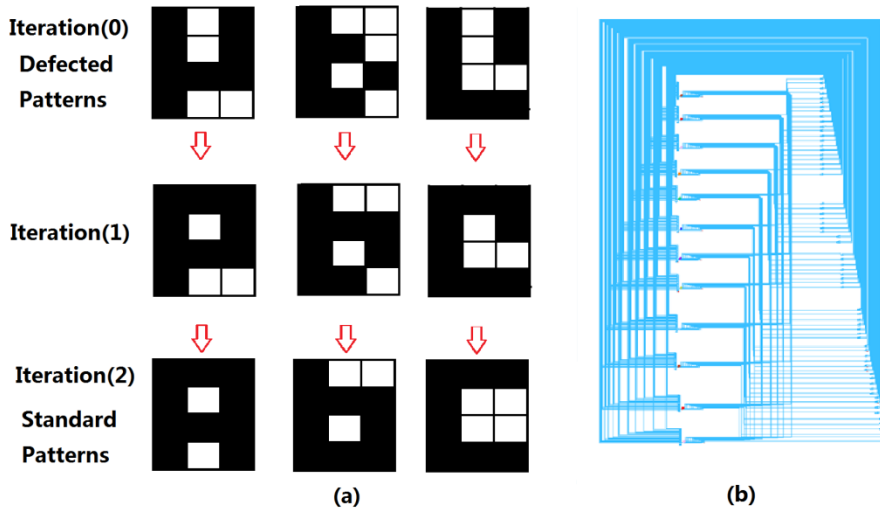 Iteration(0)
Defected
Patterns
Iteration(1)
Iteration(2)
Standard
Patterns
(a)
(b)